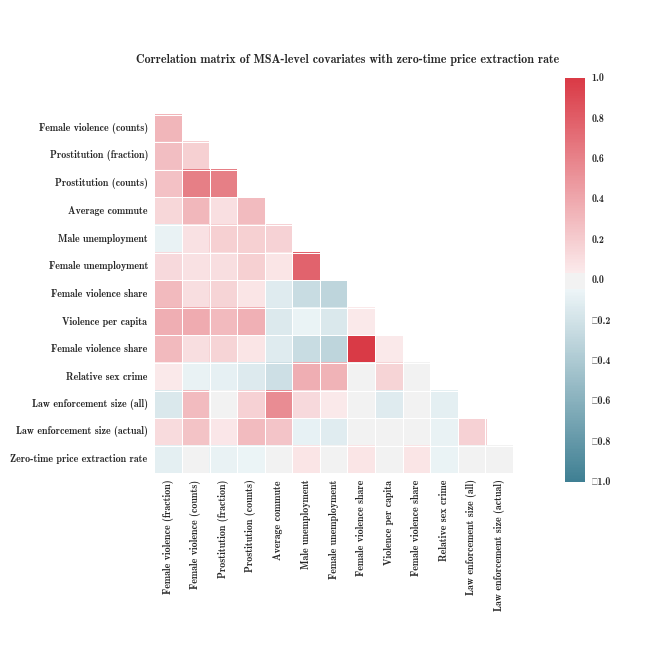 Correlation matrix of MSA-level covariates with zero-time price extraction rate
1.0
0.8
0.6
0.4
0.2
0.0
□0.2
□0.4
□0.6
□0.8
□1.0
Female violence (counts)
Prostitution (fraction)
Prostitution (counts)
Average commute
Male unemployment
Female unemployment
Female violence share
Violence per capita
Female violence share
Relative sex crime
Law enforcement size (all)
Law enforcement size (actual)
Zero-time price extraction rate
Female violence (fraction)
Female violence (counts)
Prostitution (fraction)
Prostitution (counts)
Average commute
Male unemployment
Female unemployment
Female violence share
Violence per capita
Female violence share
Relative sex crime
Law enforcement size (all)
Law enforcement size (actual)